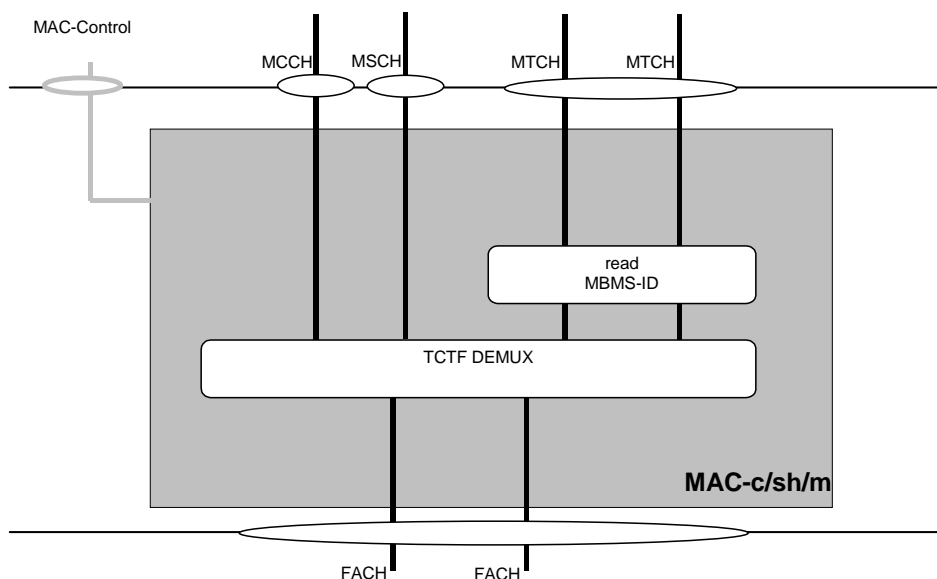 MAC-Control
MCCH
MSCH
MTCH
MTCH
read
MBMS-ID
TCTF DEMUX
MAC-c/sh/m
FACH
FACH